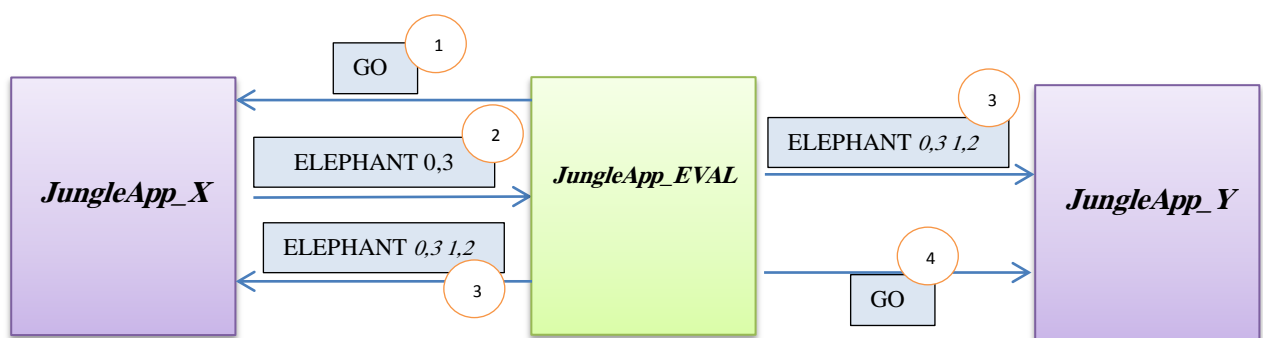 1
GO
2
ELEPHANT 0,3
3
ELEPHANT 0,3 1,2
JungleApp_X
JungleApp_EVAL
JungleApp_Y
ELEPHANT 0,3 1,2
3
4
GO